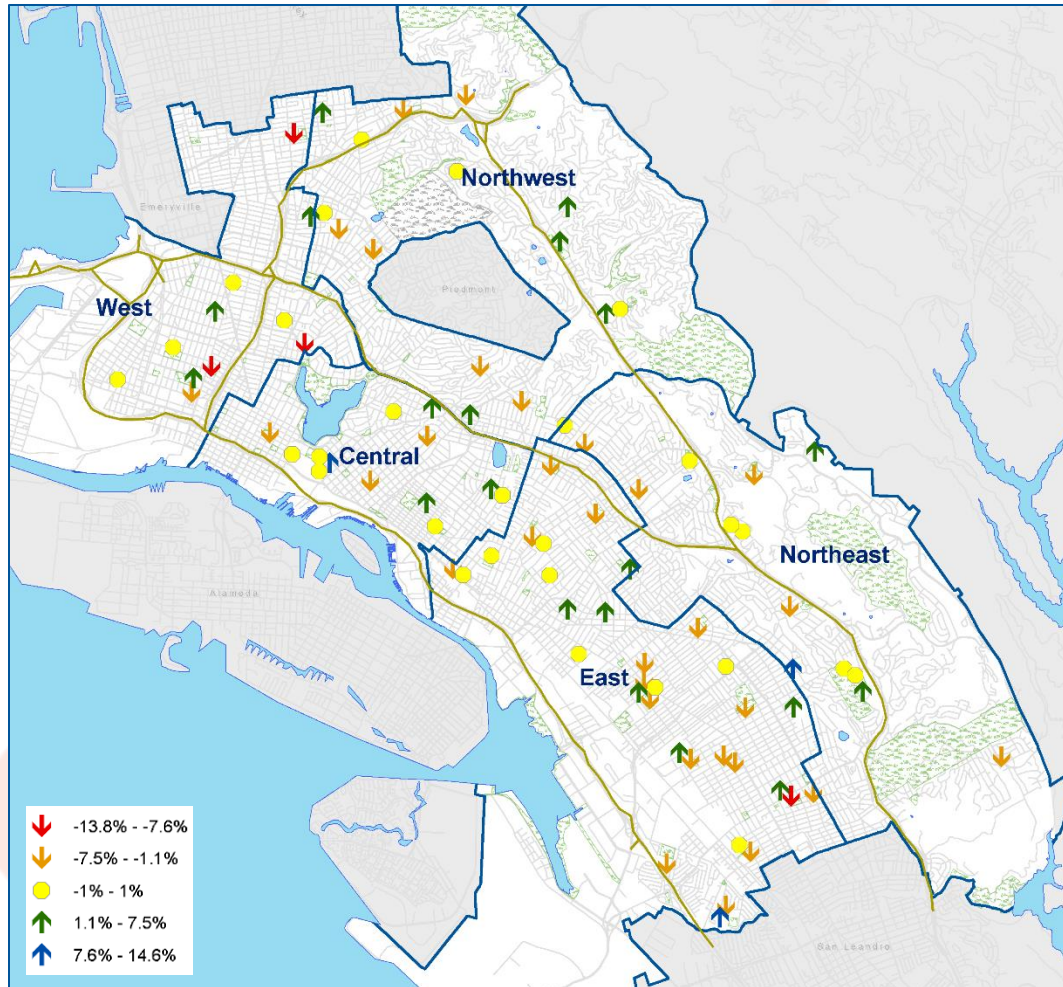 Northwest
Emeryville
Piedmont
West
Central
Northeast
Alameda
East
San Leandro
-13.8% - -7.6%
-7.5% - -1.1%
-1% - 1%
1.1% - 7.5%
7.6% - 14.6%